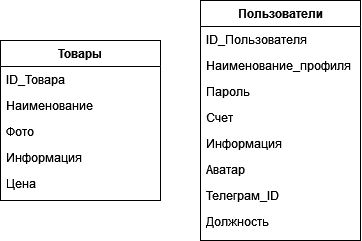 Товары
ID_Товара
Наименование
Фото
Информация
Цена
Пользователи
ID_Пользователя
Наименование_профиля
Пароль
Счет
Информация
Аватар
Телеграм_ID
Должность